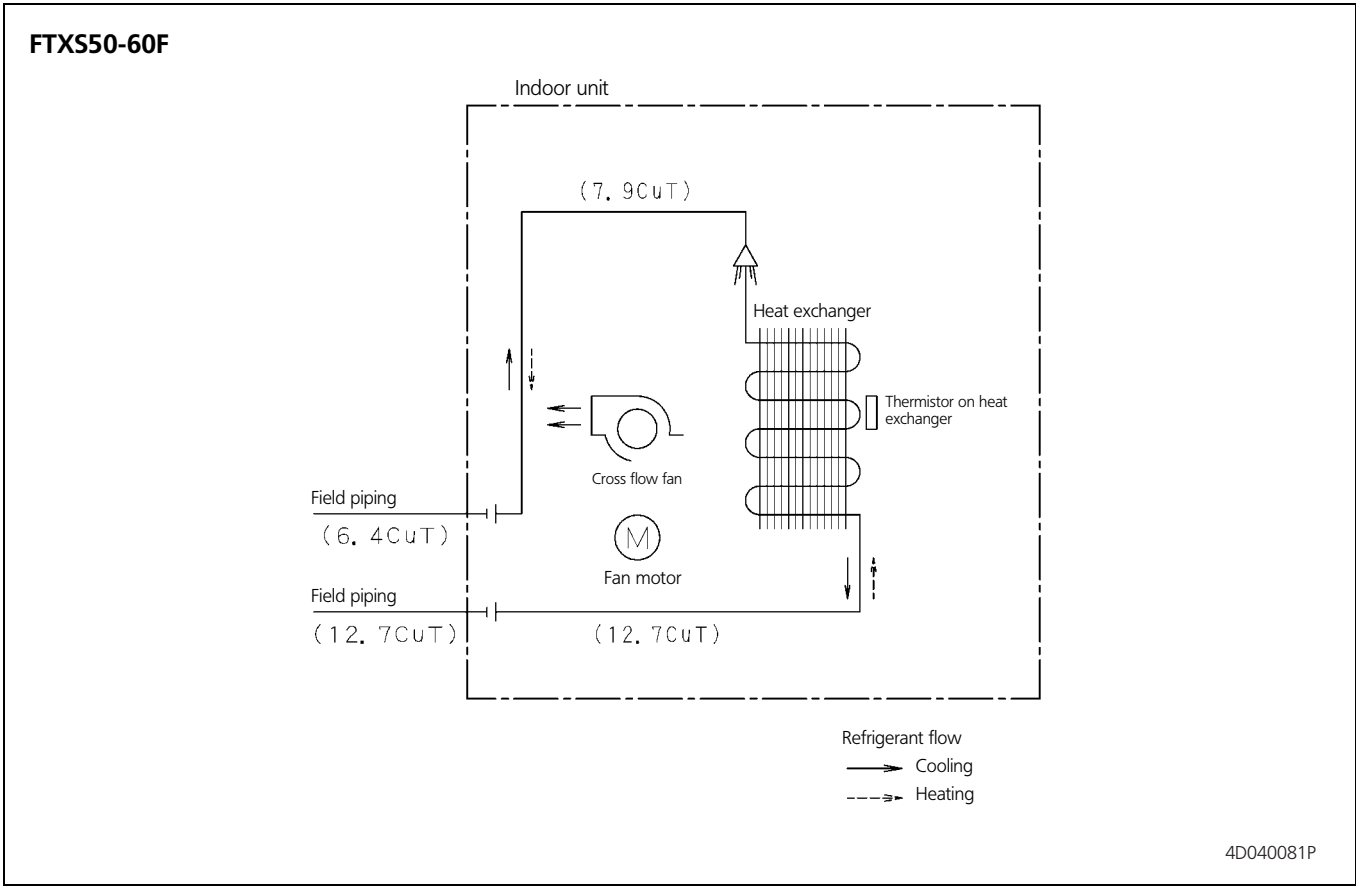 FTXS50-60F
Indoor unit
(7.9CuT)
Heat exchanger
Thermistor on heat
exchanger
Cross flow fan
Field piping
(6.4CuT)
M
Fan motor
Field piping
(12.7CuT)
(12.7CuT)
Refrigerant flow
Cooling
Heating
4D040081P